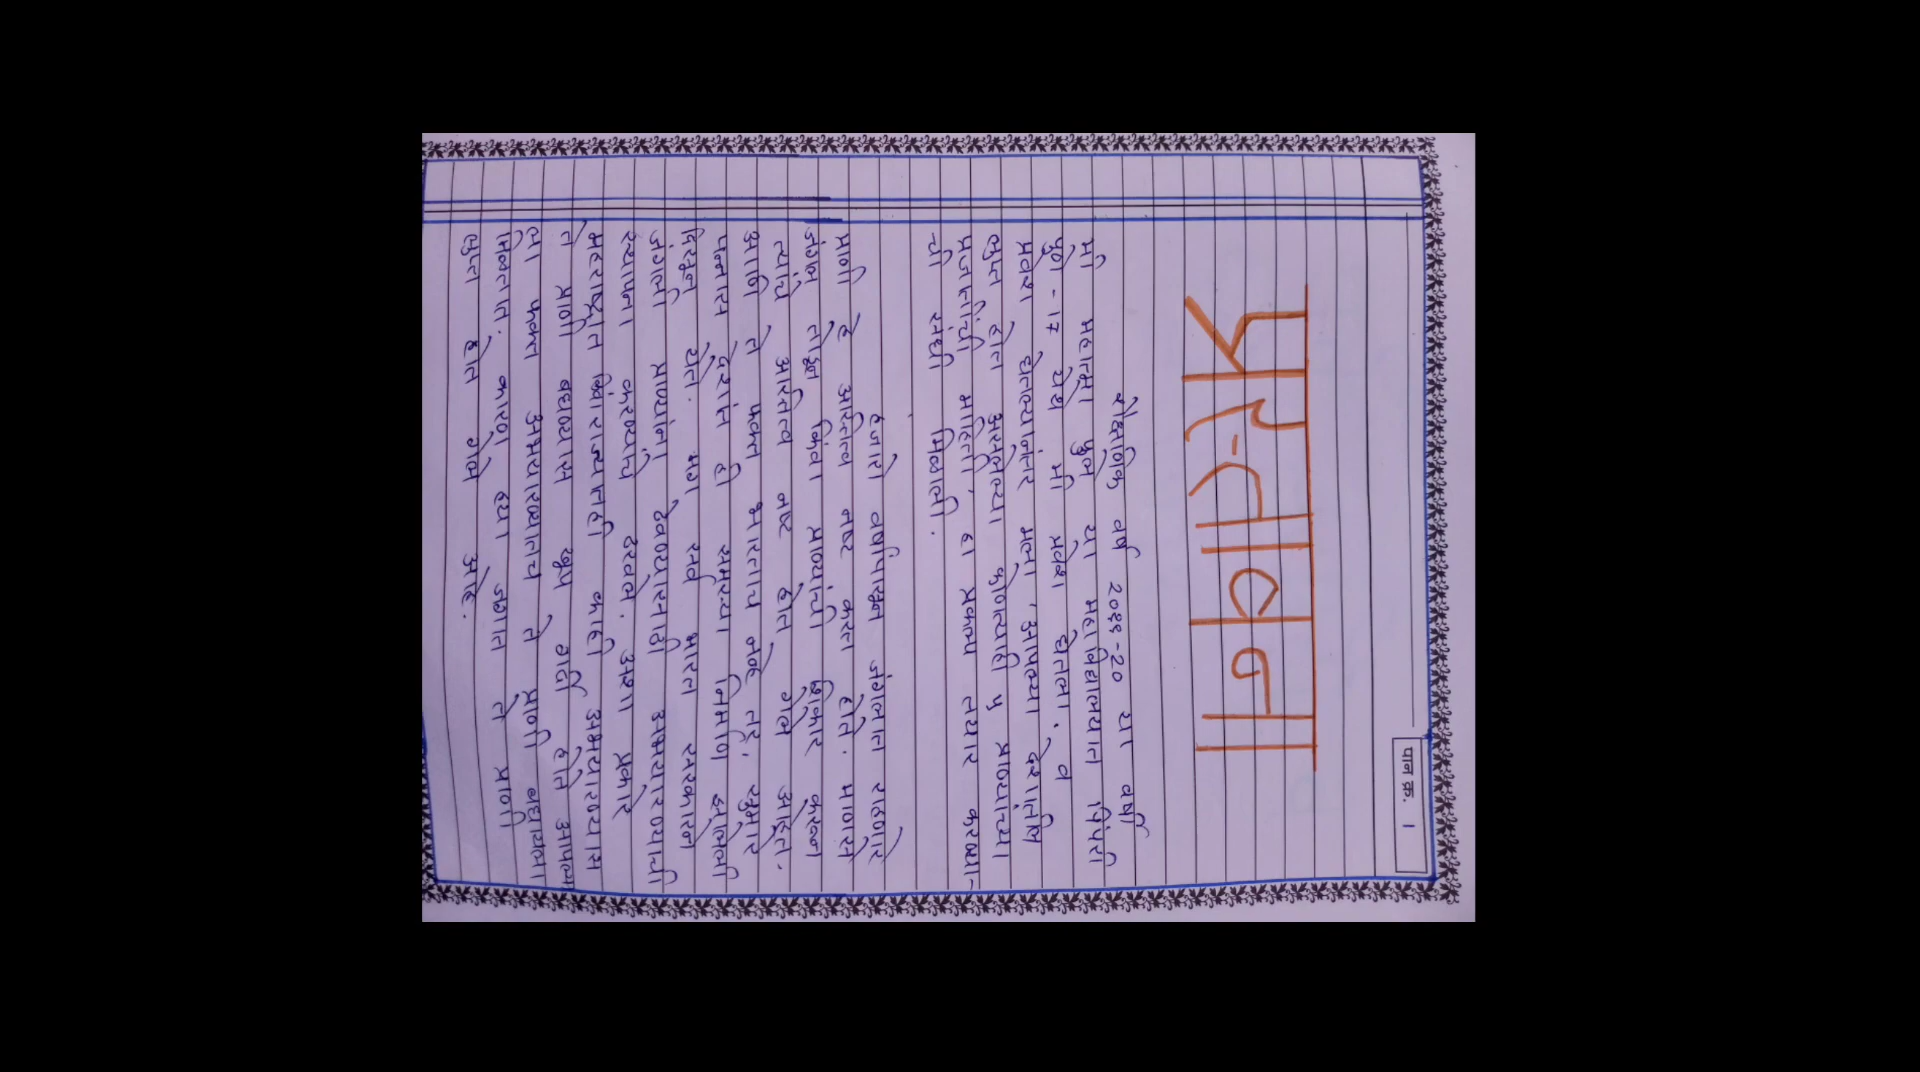 पान क्र. 1
प्रस्तावना
शैक्षणिक वर्ष 2019-20 या वर्षी
मी महात्मा फुले या महाविद्यालयात पिंपरी
पुणे - 17 येथे मी प्रवेश घेतला. व
प्रवेश घेतल्यानंतर मला 'आपल्या देशातील
लुप्त होत असलेल्या कोणत्याही ५ प्राण्यांच्या
प्रजातींची माहिती' हा प्रकल्प तयार करण्या-
ची संधी मिळाली.
हजारो वर्षापासून जंगलात राहणारे
प्राणी हे अस्तित्व नष्ट करत होते. माणसे
जंगल तोडून किंवा प्राण्यांची शिकार करून
त्यांचे अस्तित्व नष्ट होत गेले आहेत.
आणि ते फक्त भारताच नव्हे तर, सुमार
पन्नास देशांत ही समस्या निर्माण झालेली
दिसून येते. मग सर्व भारत सरकारने
जंगली प्राण्यांना ठेवण्यासाठी अभयारण्याची
स्थापना करण्याचे ठरवले. अशा प्रकारे
महाराष्ट्रात किंवा राज्यातही काही अभयारण्यास
ते प्राणी बघण्यास खुप गर्दी होते आपल्या
ला फक्त अभयारण्यातच ते प्राणी बघायला
मिळतात. कारण ह्या जगात ते प्राणी
लुप्त होत गेले आहे.